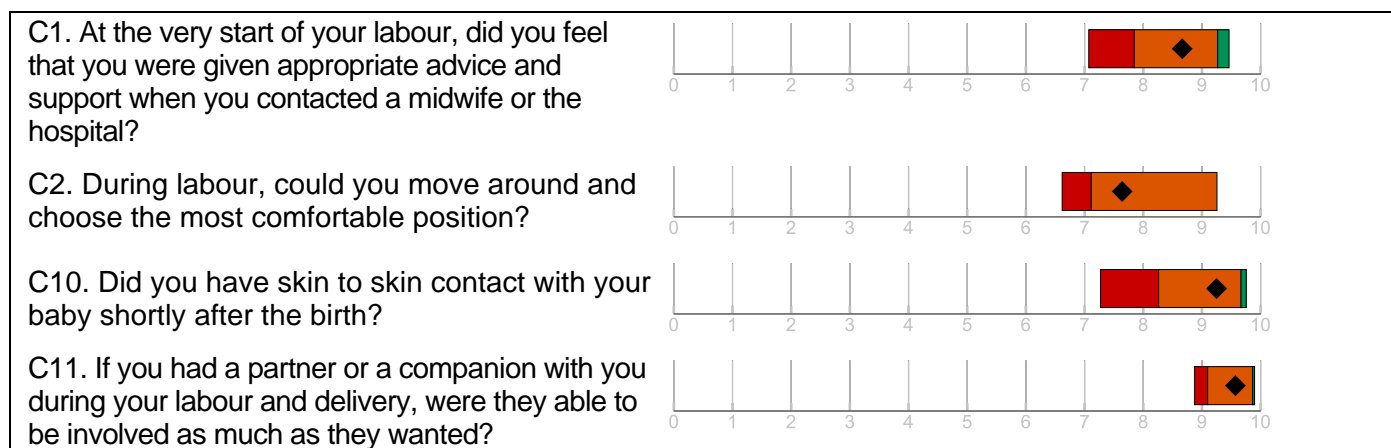 C1. At the very start of your labour, did you feel
that you were given appropriate advice and
support when you contacted a midwife or the
hospital?
0 1 2 3 4 5 6 7 8 9 10
C2. During labour, could you move around and
choose the most comfortable position?
0 1 2 3 4 5 6 7 8 9 10
C10. Did you have skin to skin contact with your
baby shortly after the birth?
0 1 2 3 4 5 6 7 8 9 10
C11. If you had a partner or a companion with you
during your labour and delivery, were they able to
be involved as much as they wanted?
0 1 2 3 4 5 6 7 8 9 10